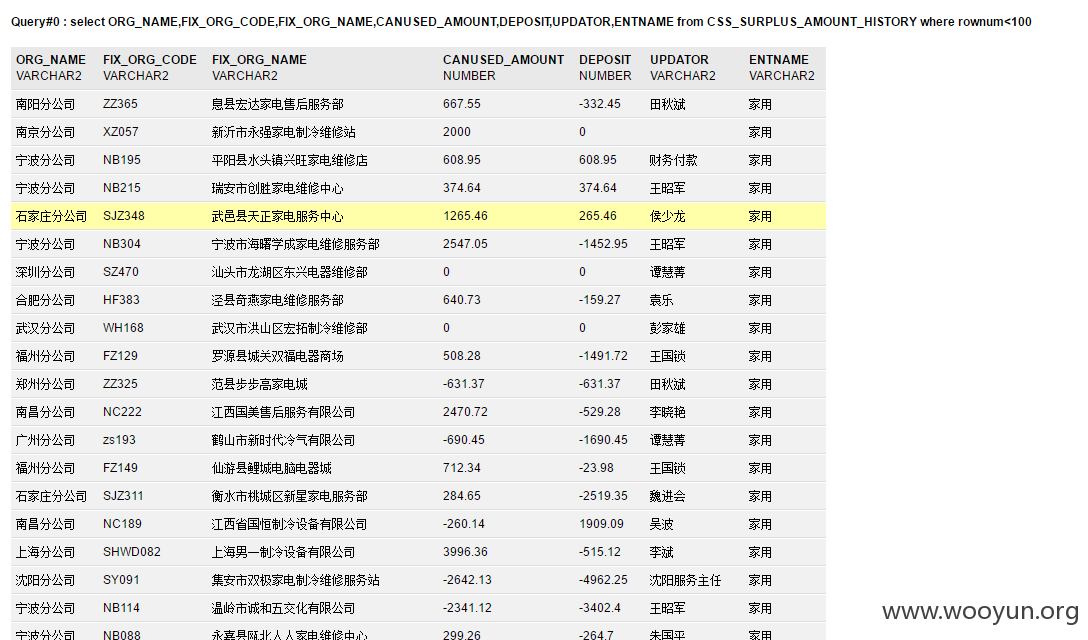 Query#0 : select ORG_NAME,FIX_ORG_CODE,FIX_ORG_NAME,CANUSED_AMOUNT,DEPOSIT,UPDATOR,ENTNAME from CSS_SURPLUS_AMOUNT_HISTORY where rownum<100
ORG_NAME FIX_ORG_CODE FIX_ORG_NAME CANUSED_AMOUNT DEPOSIT UPDATOR ENTNAME
VARCHAR2 VARCHAR2 VARCHAR2 NUMBER NUMBER VARCHAR2 VARCHAR2
南阳分公司 ZZ365 息县宏达家电售后服务部 667.55 -332.45 田秋斌 家用
南京分公司 XZ057 新沂市永强家电制冷维修站 2000 0 家用
宁波分公司 NB195 平阳县水头镇兴旺家电维修店 608.95 608.95 财务付款 家用
宁波分公司 NB215 瑞安市创胜家电维修中心 374.64 374.64 王昭军 家用
石家庄分公司 SJZ348 武邑县天正家电服务中心 1265.46 265.46 侯少龙 家用
宁波分公司 NB304 宁波市海曙学成家电维修服务部 2547.05 -1452.95 王昭军 家用
深圳分公司 SZ470 汕头市龙湖区东兴电器维修部 0 0 谭慧菁 家用
合肥分公司 HF383 泾县奇燕家电维修服务部 640.73 -159.27 袁乐 家用
武汉分公司 WH168 武汉市洪山区宏拓制冷维修部 0 0 彭家雄 家用
福州分公司 FZ129 罗源县城关双福电器商场 508.28 -1491.72 王国锁 家用
郑州分公司 ZZ325 范县步步高家电城 -631.37 -631.37 田秋斌 家用
南昌分公司 NC222 江西国美售后服务有限公司 2470.72 -529.28 李晓艳 家用
广州分公司 zs193 鹤山市新时代冷气有限公司 -690.45 -1690.45 谭慧菁 家用
福州分公司 FZ149 仙游县鲤城电脑电器城 712.34 -23.98 王国锁 家用
石家庄分公司 SJZ311 衡水市桃城区新星家电服务部 284.65 -2519.35 魏进会 家用
南昌分公司 NC189 江西省国恒制冷设备有限公司 -260.14 1909.09 吴波 家用
上海分公司 SHWD082 上海男一制冷设备有限公司 3996.36 -515.12 李斌 家用
沈阳分公司 SY091 集安市双极家电制冷维修服务站 -2642.13 -4962.25 沈阳服务主任 家用
宁波分公司 NB114 温岭市诚和五交化有限公司 -2341.12 -3402.4 王昭军 家用
宁波分公司 NB088 永嘉县瓯北人人家电维修中心 299.26 -264.7 朱国平 家用
www.wooyun.org